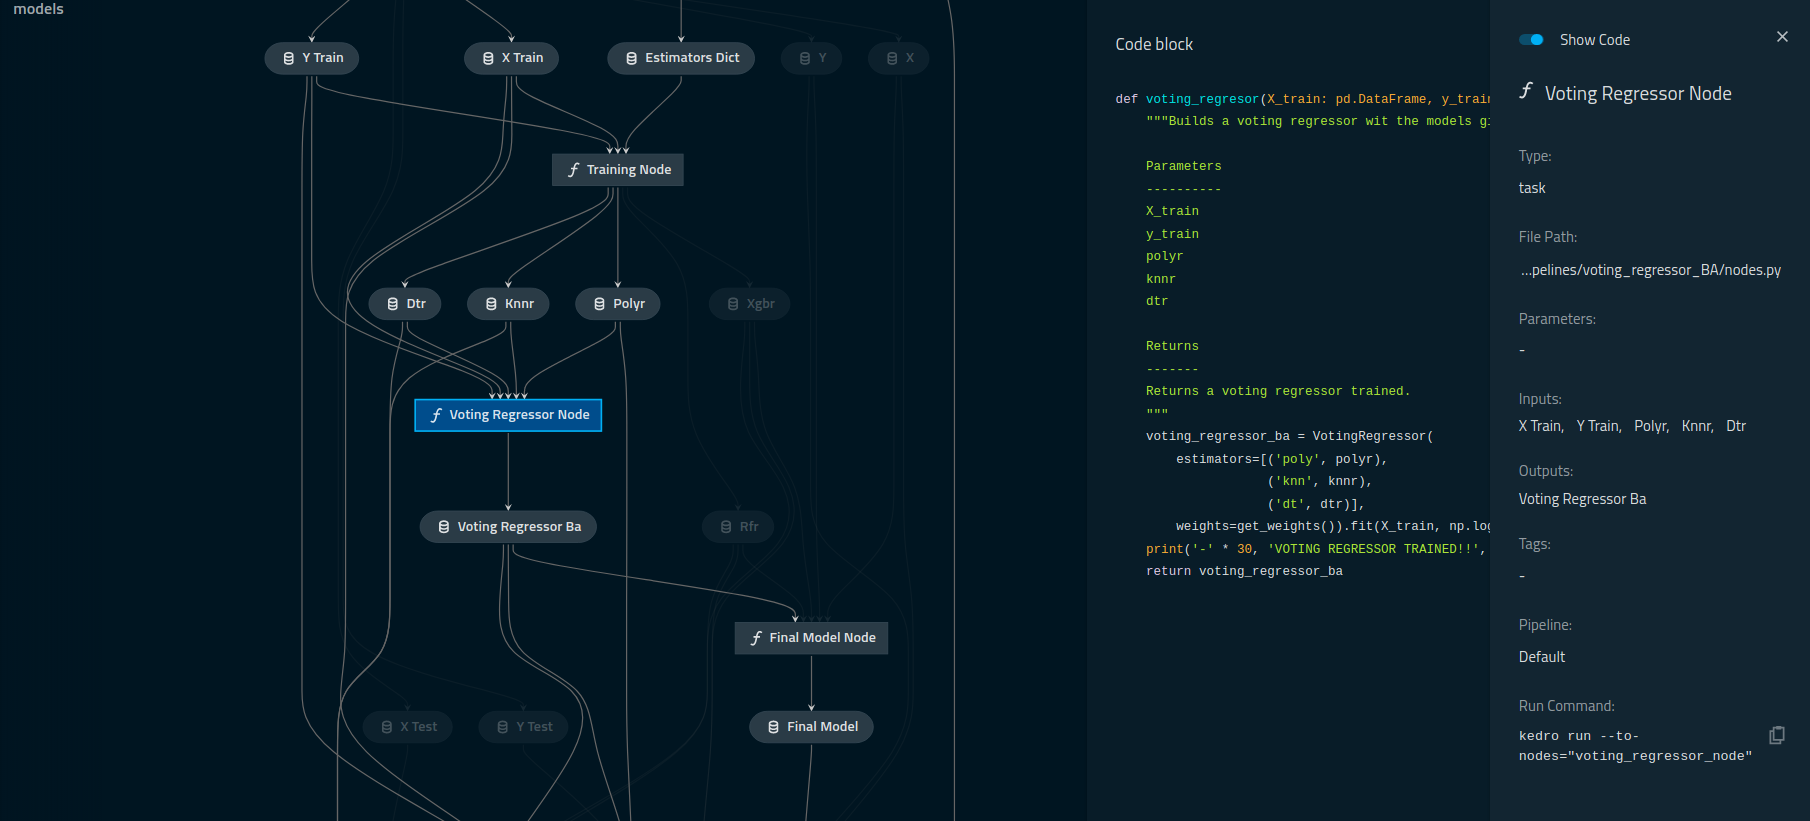 models
Y Train
X Train
Estimators Dict
Y
X
Training Node
Dtr
Knnr
Polyr
Xgbr
Voting Regressor Node
Voting Regressor Ba
Rfr
Final Model Node
X Test
Y Test
Final Model
Code block
def voting_regresor(X_train: pd.DataFrame, y_train
"""Builds a voting regressor wit the models gi
Parameters
----------
X_train
y_train
polyr
knnr
dtr
Returns
-------
Returns a voting regressor trained.
"""
voting_regressor_ba = VotingRegressor(
estimators=[('poly', polyr),
('knn', knnr),
('dt', dtr)],
weights=get_weights()).fit(X_train, np.log
print('-' * 30, 'VOTING REGRESSOR TRAINED!!',
return voting_regressor_ba
Show Code
Voting Regressor Node
Type:
task
File Path:
...pelines/voting_regressor_BA/nodes.py
Parameters:
-
Inputs:
X Train, Y Train, Polyr, Knnr, Dtr
Outputs:
Voting Regressor Ba
Tags:
-
Pipeline:
Default
Run Command:
kedro run --to-
nodes="voting_regressor_node"